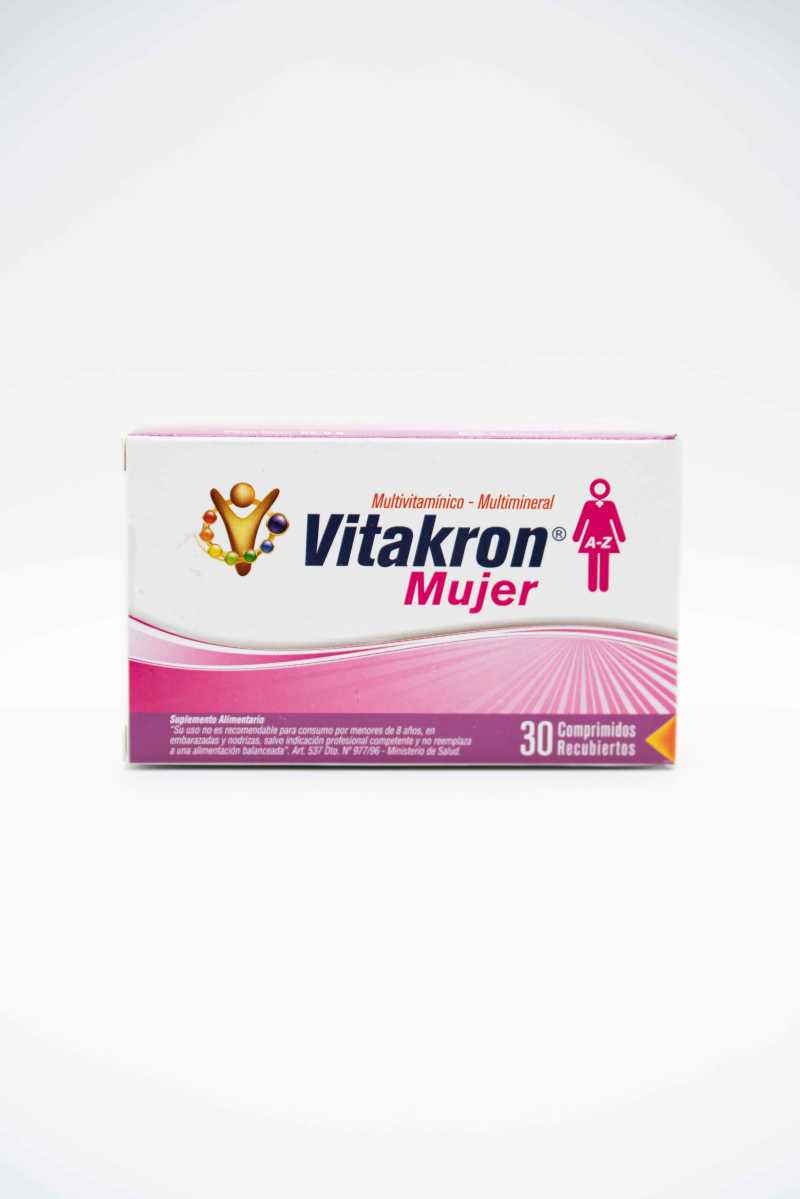 Multivitamínico - Multimineral
Vitakron®
Mujer
A-Z
Suplemento Alimentario
"Su uso no es recomendable para consumo por menores de 8 años, en
embarazadas y nodrizas, salvo indicación profesional competente y no reemplaza
a una alimentación balanceada". Art. 537 Dto. N° 977/96 - Ministerio de Salud.
30 Comprimidos
Recubiertos